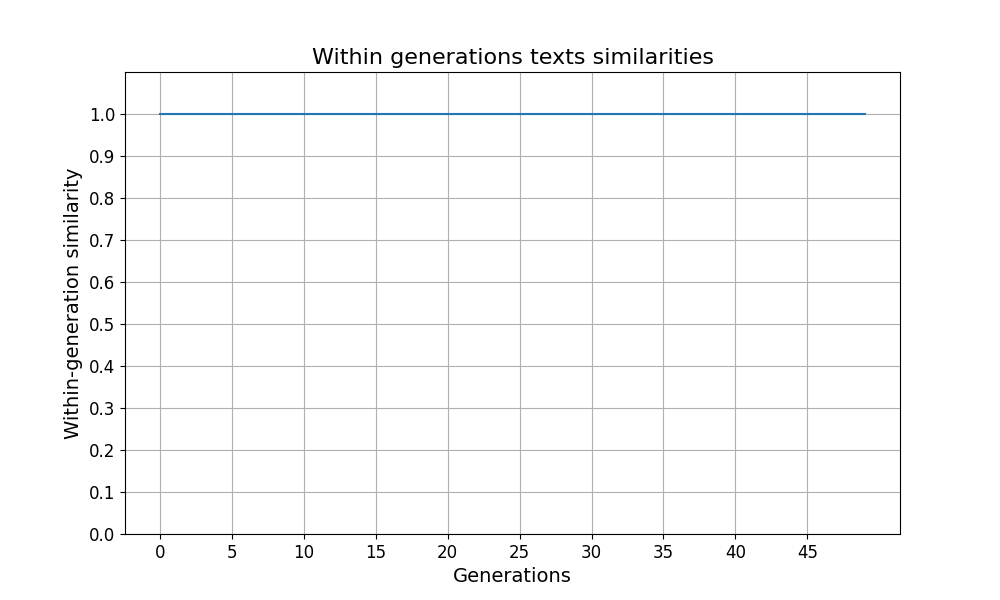 Within generations texts similarities
Within-generation similarity
1.0
0.9
0.8
0.7
0.6
0.5
0.4
0.3
0.2
0.1
0.0
0 5 10 15 20 25 30 35 40 45
Generations